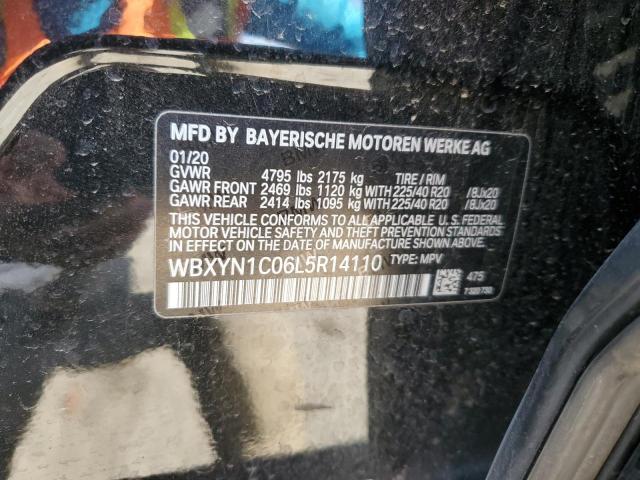 MFD BY BAYERISCHE MOTOREN WERKE AG
01/20
GVWR 4795 lbs 2175 kg TIRE / RIM
GAWR FRONT 2469 lbs 1120 kg WITH 225/40 R20 /8Jx20
GAWR REAR 2414 lbs 1095 kg WITH 225/40 R20 /8Jx20
THIS VEHICLE CONFORMS TO ALL APPLICABLE U. S. FEDERAL
MOTOR VEHICLE SAFETY STANDARDS IN EFFECT
ON THE DATE OF MANUFACTURE SHOWN ABOVE.
WBXYN1C06L5R14110 TYPE: MPV
475